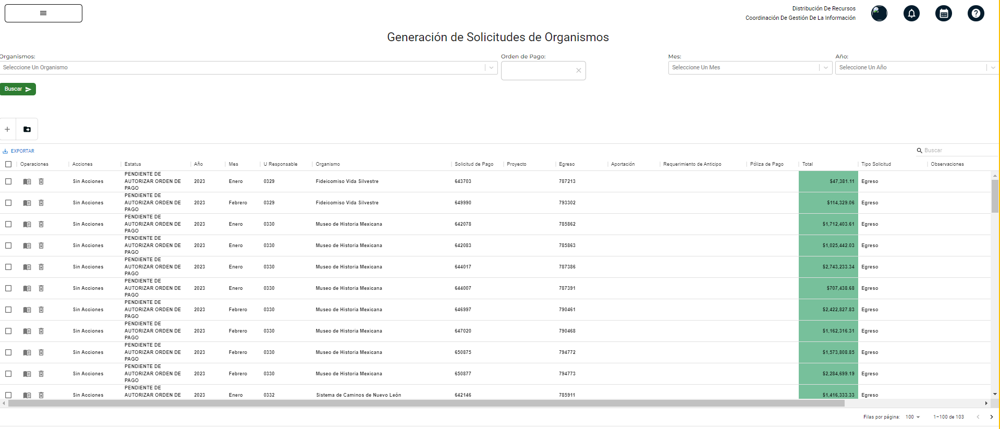 Distribución De Recursos
Coordinación De Gestión De La Información
Generación de Solicitudes de Organismos
Organismos: Orden de Pago: Mes: Año:
Seleccione Un Organismo Seleccione Un Mes Seleccione Un Año
Buscar
EXPORTAR Buscar
Operaciones Acciones Estatus Año Mes U Responsable Organismo Solicitud de Pago Proyecto Egreso Aportación Requerimiento de Anticipo Póliza de Pago Total Tipo Solicitud Observaciones
PENDIENTE DE
Sin Acciones AUTORIZAR ORDEN DE 2023 Enero 0329 Fideicomiso Vida Silvestre 643703 787213 $47,381.11 Egreso
PAGO
PENDIENTE DE
Sin Acciones AUTORIZAR ORDEN DE 2023 Febrero 0329 Fideicomiso Vida Silvestre 649990 793302 $114,329.06 Egreso
PAGO
PENDIENTE DE
Sin Acciones AUTORIZAR ORDEN DE 2023 Enero 0330 Museo de Historia Mexicana 642078 785862 $1,712,403.61 Egreso
PAGO
PENDIENTE DE
Sin Acciones AUTORIZAR ORDEN DE 2023 Enero 0330 Museo de Historia Mexicana 642083 785863 $1,025,442.03 Egreso
PAGO
PENDIENTE DE
Sin Acciones AUTORIZAR ORDEN DE 2023 Enero 0330 Museo de Historia Mexicana 644017 787386 $2,743,233.34 Egreso
PAGO
PENDIENTE DE
Sin Acciones AUTORIZAR ORDEN DE 2023 Enero 0330 Museo de Historia Mexicana 644007 787391 $707,438.68 Egreso
PAGO
PENDIENTE DE
Sin Acciones AUTORIZAR ORDEN DE 2023 Febrero 0330 Museo de Historia Mexicana 646997 790461 $2,422,827.83 Egreso
PAGO
PENDIENTE DE
Sin Acciones AUTORIZAR ORDEN DE 2023 Febrero 0330 Museo de Historia Mexicana 647020 790468 $1,162,316.31 Egreso
PAGO
PENDIENTE DE
Sin Acciones AUTORIZAR ORDEN DE 2023 Febrero 0330 Museo de Historia Mexicana 650875 794772 $1,573,808.85 Egreso
PAGO
PENDIENTE DE
Sin Acciones AUTORIZAR ORDEN DE 2023 Febrero 0330 Museo de Historia Mexicana 650877 794773 $2,284,699.19 Egreso
PAGO
PENDIENTE DE
Sin Acciones AUTORIZAR ORDEN DE 2023 Enero 0332 Sistema de Caminos de Nuevo León 642146 785911 $1,416,333.33 Egreso
Filas por página: 100 1–100 de 103